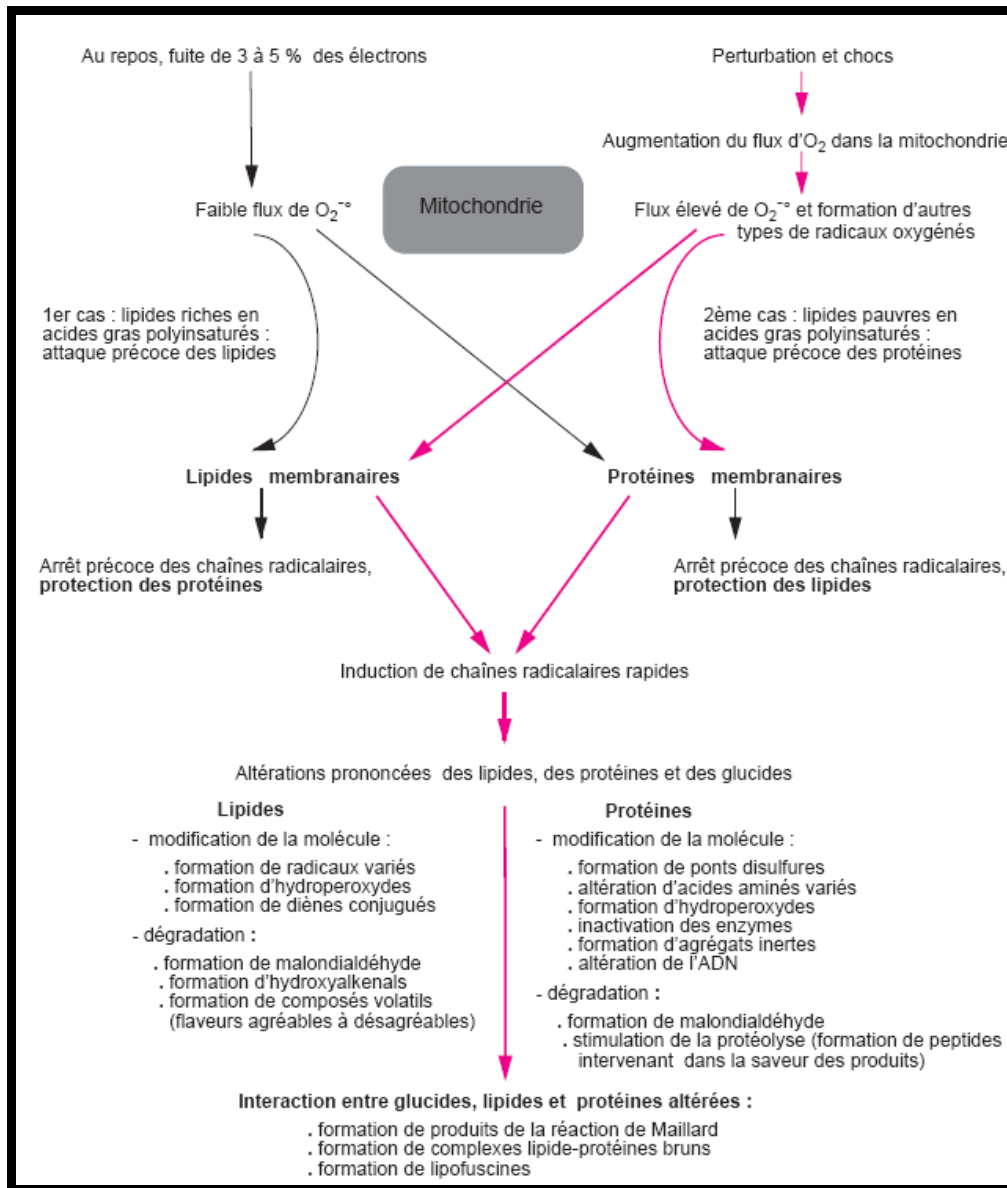 Au repos, fuite de 3 à 5 % des électrons
Perturbation et chocs
Augmentation du flux d'O2 dans la mitochondrie
Faible flux de O2-°
Mitochondrie
Flux élevé de O2-° et formation d'autres
types de radicaux oxygénés
1er cas : lipides riches en
acides gras polyinsaturés :
attaque précoce des lipides
2ème cas : lipides pauvres en
acides gras polyinsaturés :
attaque précoce des protéines
Lipides membranaires
Protéines membranaires
Arrêt précoce des chaînes radicalaires,
protection des protéines
Arrêt précoce des chaînes radicalaires,
protection des lipides
Induction de chaînes radicalaires rapides
Altérations prononcées des lipides, des protéines et des glucides
Lipides
- modification de la molécule :
. formation de radicaux variés
. formation d'hydroperoxydes
. formation de diènes conjugués
- dégradation :
. formation de malondialdéhyde
. formation d'hydroxyalkenals
. formation de composés volatils
(flaveurs agréables à désagréables)
Protéines
- modification de la molécule :
. formation de ponts disulfures
. altération d'acides aminés variés
. formation d'hydroperoxydes
. inactivation des enzymes
. formation d'agrégats inertes
. altération de l'ADN
- dégradation :
. formation de malondialdéhyde
. stimulation de la protéolyse (formation de peptides
intervenant dans la saveur des produits)
Interaction entre glucides, lipides et protéines altérées :
. formation de produits de la réaction de Maillard
. formation de complexes lipide-protéines bruns
. formation de lipofuscines